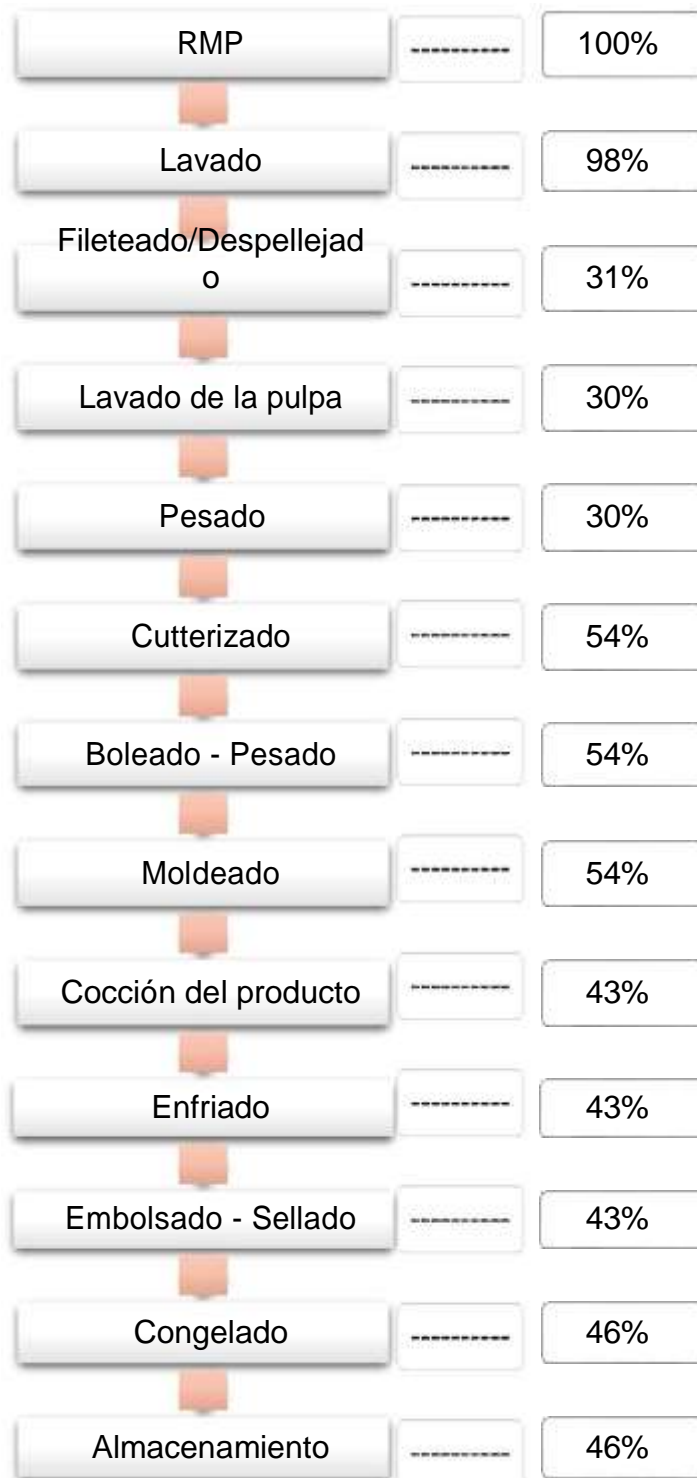 RMP ---------- 100%
Lavado ---------- 98%
Fileteado/Despellejad
o ---------- 31%
Lavado de la pulpa ---------- 30%
Pesado ---------- 30%
Cutterizado ---------- 54%
Boleado - Pesado ---------- 54%
Moldeado ---------- 54%
Cocción del producto ---------- 43%
Enfriado ---------- 43%
Embolsado - Sellado ---------- 43%
Congelado ---------- 46%
Almacenamiento ---------- 46%